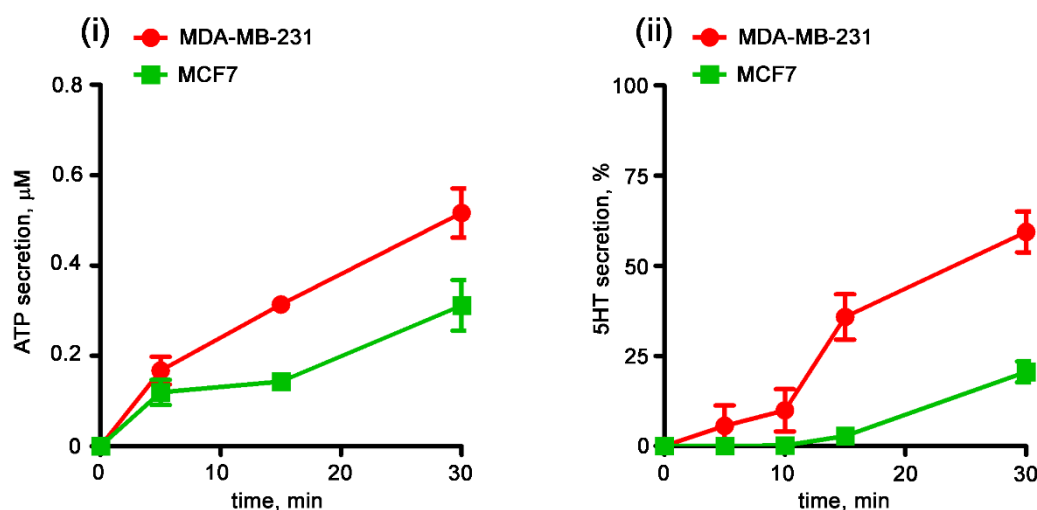 (i)
MDA-MB-231
MCF7
0.8
0.6
0.4
0.2
0
ATP secretion, µM
0 10 20 30
time, min
(ii)
MDA-MB-231
MCF7
100
75
50
25
0
5HT secretion, %
0 10 20 30
time, min